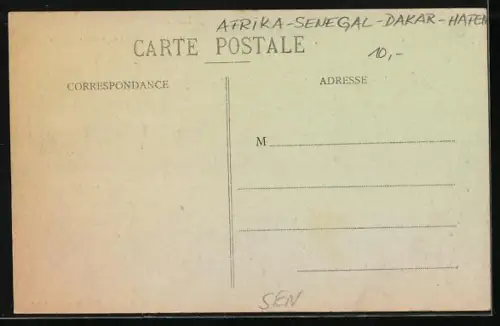 AFRIKA-SENEGAL-DAKAR-HAFEN
CARTE POSTALE
10,-
CORRESPONDANCE
ADRESSE
M
SEN